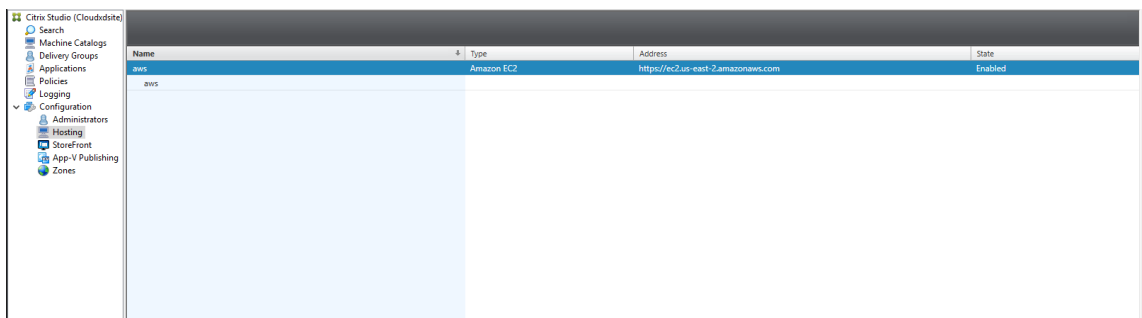 Citrix Studio (Cloudxdsite)
Search
Machine Catalogs
Delivery Groups
Applications
Policies
Logging
Configuration
Administrators
Hosting
StoreFront
App-V Publishing
Zones
Name Type Address State
aws Amazon EC2 https://ec2.us-east-2.amazonaws.com Enabled
aws